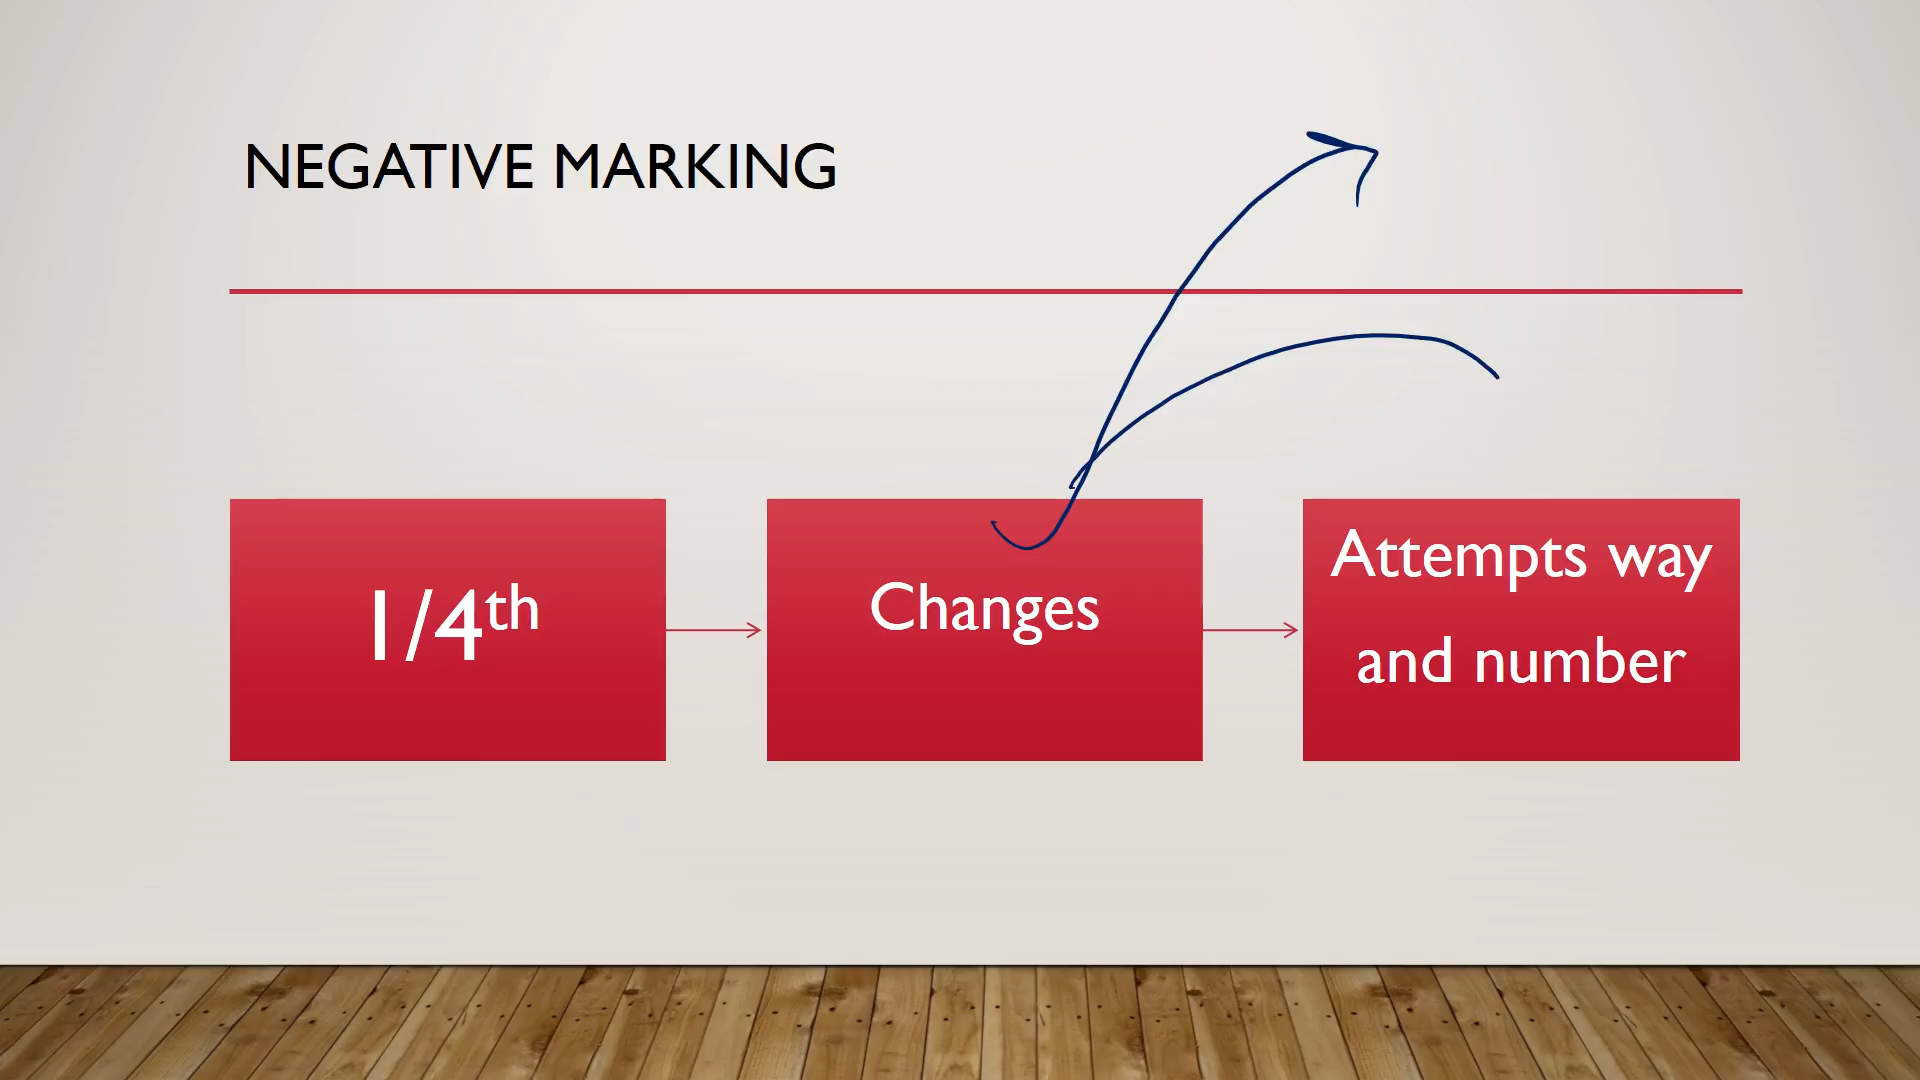 NEGATIVE MARKING
1/4th
Changes
Attempts way
and number